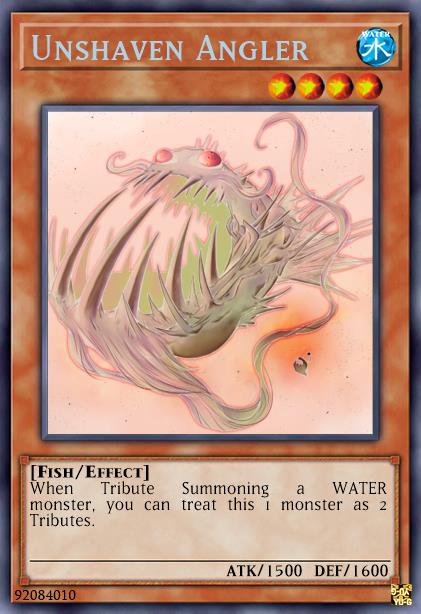 Unshaven Angler
WATER
水
[Fish/Effect]
When Tribute Summoning a WATER
monster, you can treat this 1 monster as 2
Tributes.
ATK/1500 DEF/1600
92084010